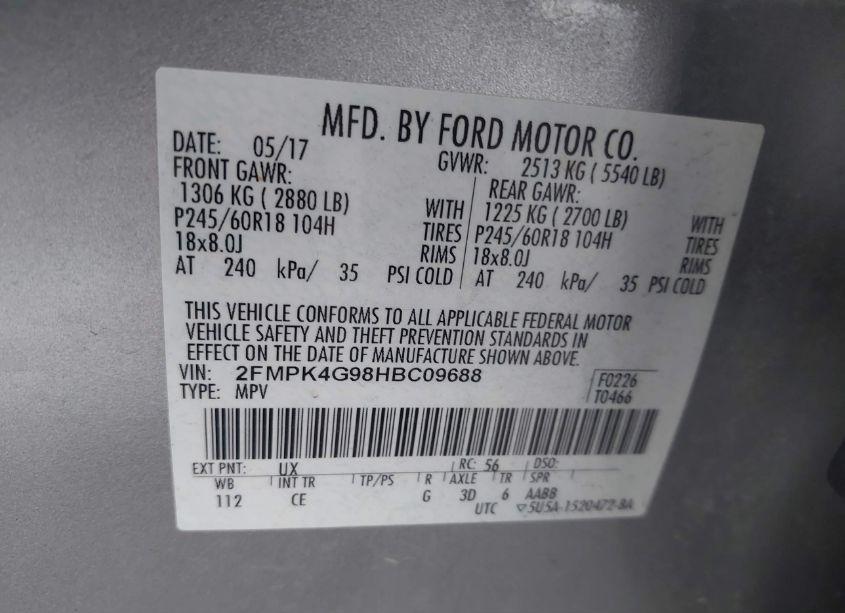 MFD. BY FORD MOTOR CO.
DATE: 05/17 GVWR: 2513 KG ( 5540 LB)
FRONT GAWR: REAR GAWR:
1306 KG ( 2880 LB) WITH 1225 KG ( 2700 LB) WITH
P245/60R18 104H TIRES P245/60R18 104H TIRES
18x8.0J RIMS 18x8.0J RIMS
AT 240 kPa/ 35 PSI COLD AT 240 kPa/ 35 PSI COLD
THIS VEHICLE CONFORMS TO ALL APPLICABLE FEDERAL MOTOR
VEHICLE SAFETY AND THEFT PREVENTION STANDARDS IN
EFFECT ON THE DATE OF MANUFACTURE SHOWN ABOVE.
VIN: 2FMPK4G98HBC09688 F0226
TYPE: MPV T0466
EXT PNT: UX RC: 56 DSO:
WB INT TR TP/PS R AXLE TR SPR
112 CE G 3D 6 AABB
UTC ▽5U5A-1520472-BA